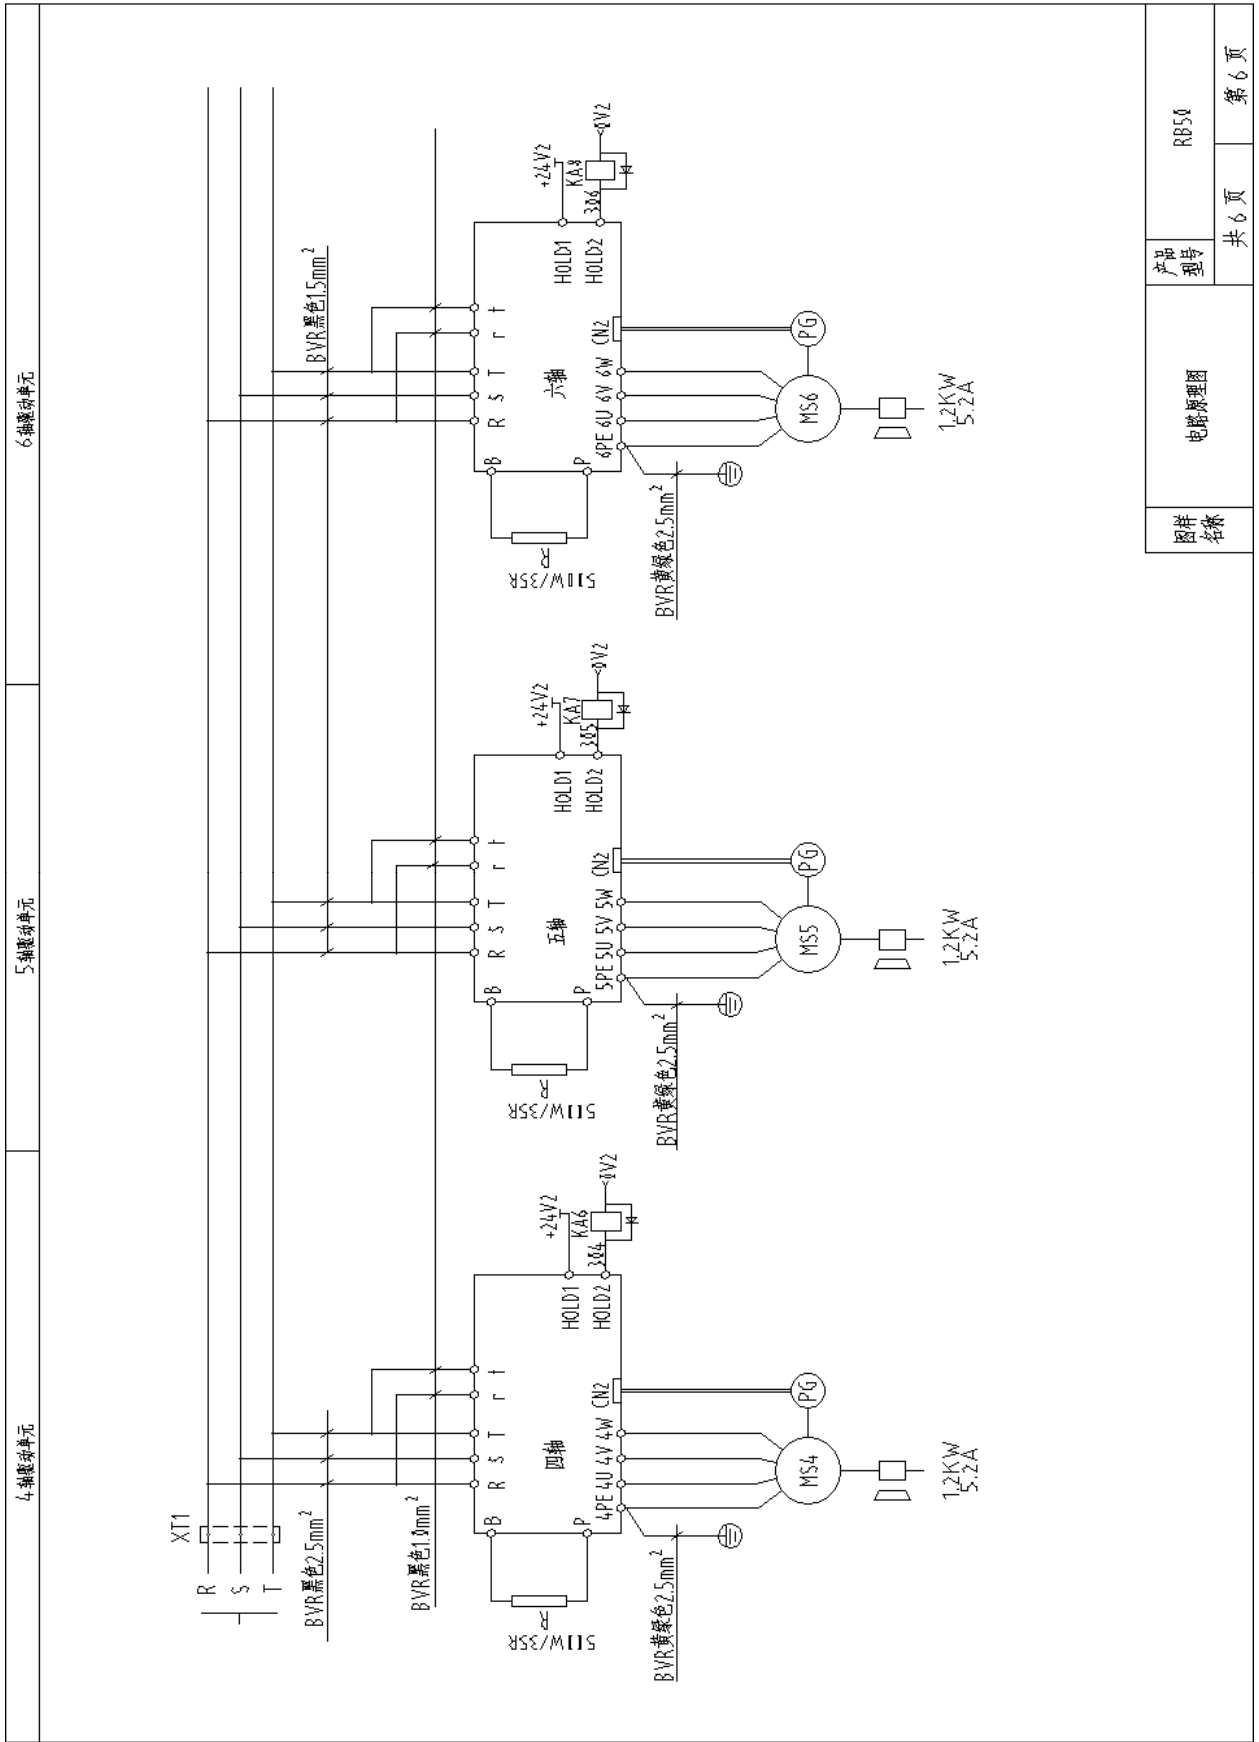 4轴驱动单元
5轴驱动单元
6轴驱动单元
XT1
R
S
T
BVR黑色2.5mm²
BVR黑色1.5mm²
BVR黑色1.0mm²
R S T r t
B
P
R
四轴
+24V2
KA6
304
0V2
HOLD1
HOLD2
4PE 4U 4V 4W CN2
BVR黄绿色2.5mm²
MS4
PG
1.2KW
5.2A
R S T r t
B
P
R
五轴
+24V2
KA7
305
0V2
HOLD1
HOLD2
5PE 5U 5V 5W CN2
BVR黄绿色2.5mm²
MS5
PG
1.2KW
5.2A
R S T r t
B
P
R
六轴
+24V2
KA8
306
0V2
HOLD1
HOLD2
6PE 6U 6V 6W CN2
BVR黄绿色2.5mm²
MS6
PG
1.2KW
5.2A
图样
名称
电路原理图
产品
型号
RB50
共 6 页
第 6 页